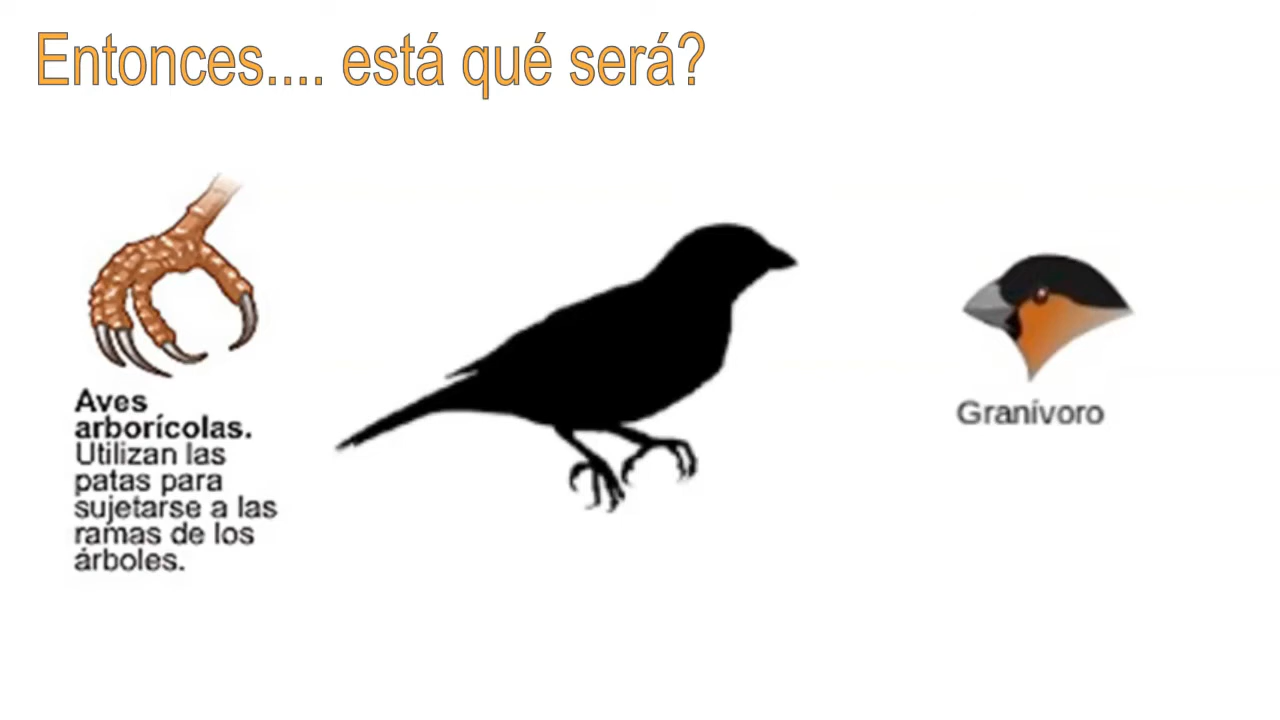 Entonces.... está qué será?
Aves
arborícolas.
Utilizan las
patas para
sujetarse a las
ramas de los
árboles.
Granívoro